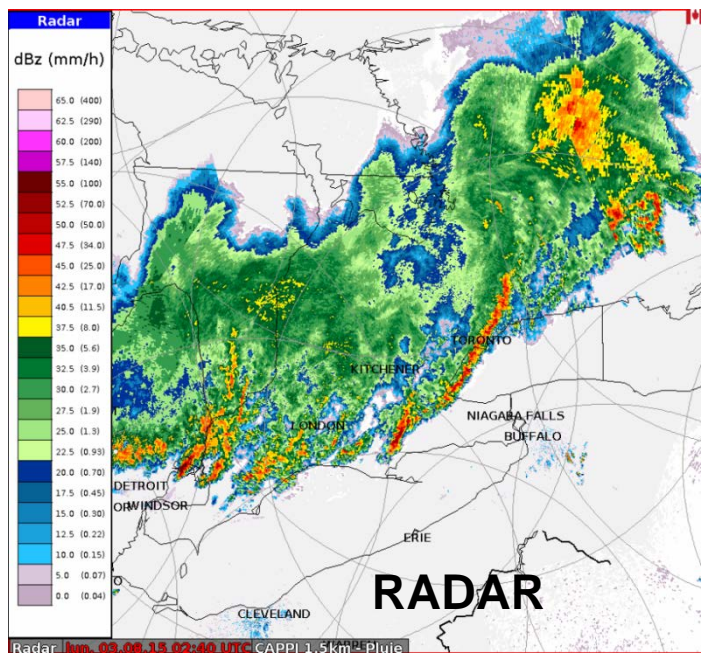 Radar
dBz (mm/h)
65.0 (400)
62.5 (290)
60.0 (200)
57.5 (140)
55.0 (100)
52.5 (70.0)
50.0 (50.0)
47.5 (34.0)
45.0 (25.0)
42.5 (17.0)
40.5 (11.5)
37.5 (8.0)
35.0 (5.6)
32.5 (3.9)
30.0 (2.7)
27.5 (1.9)
25.0 (1.3)
22.5 (0.93)
20.0 (0.70)
17.5 (0.45)
15.0 (0.30)
12.5 (0.22)
10.0 (0.15)
5.0 (0.07)
0.0 (0.04)
TORONTO
KITCHENER
NIAGARA FALLS
LONDON
BUFFALO
DETROIT
WINDSOR
ERIE
RADAR
CLEVELAND
Radar lun. 03.08.15 02:40 UTC CAPPI 1.5km - Pluie